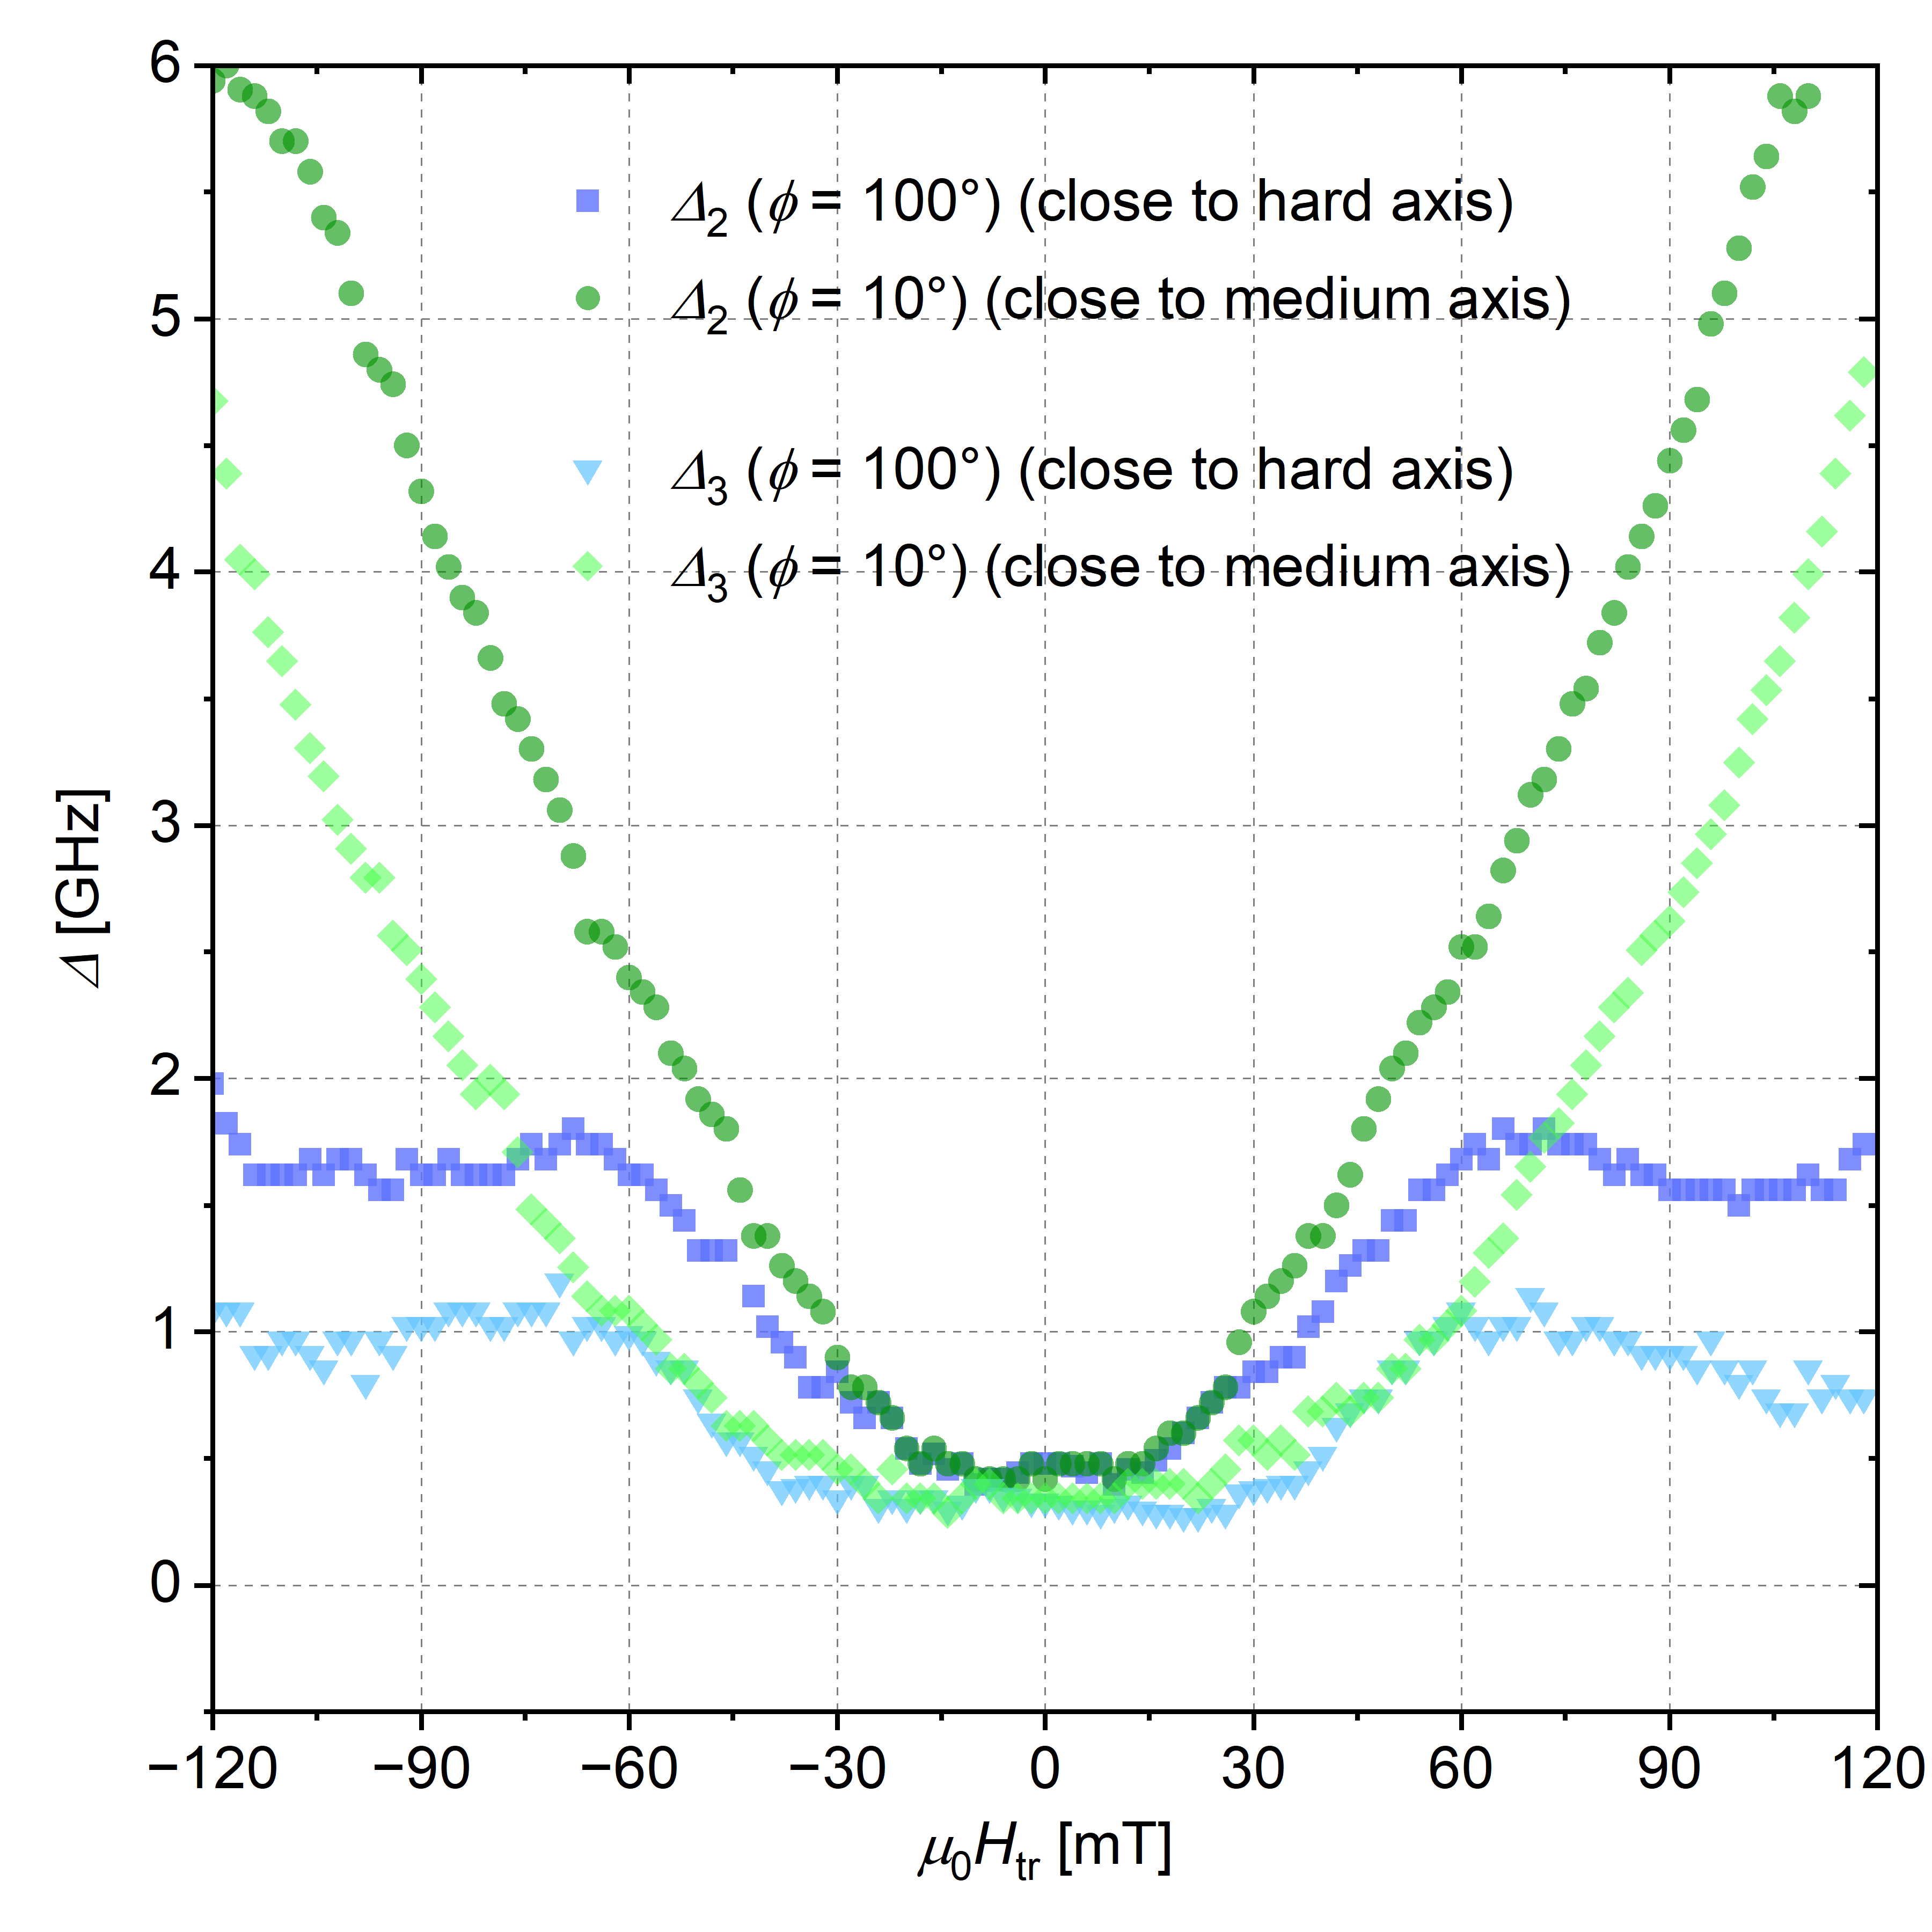 6
5
4
3
2
1
0
Δ [GHz]
Δ2 (ϕ = 100°) (close to hard axis)
Δ2 (ϕ = 10°) (close to medium axis)
Δ3 (ϕ = 100°) (close to hard axis)
Δ3 (ϕ = 10°) (close to medium axis)
−120 −90 −60 −30 0 30 60 90 120
μ0Htr [mT]